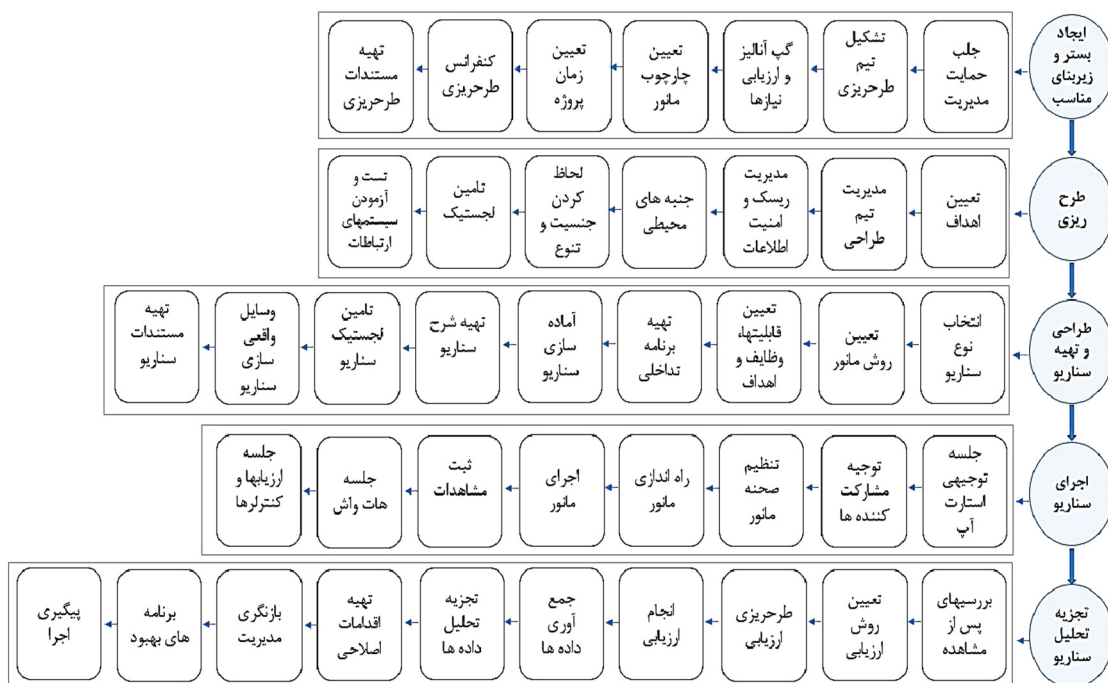 ایجاد
بستر و
زیربنای
مناسب
جلب
حمایت
مدیریت
تشکیل
تیم
طرحریزی
گپ آنالیز
و ارزیابی
نیازها
تعیین
چارچوب
مانور
تعیین
زمان
پروژه
کنفرانس
طرحریزی
تهیه
مستندات
طرحریزی
طرح
ریزی
تعیین
اهداف
مدیریت
تیم
طراحی
مدیریت
ریسک و
امنیت
اطلاعات
جنبه های
محیطی
لحاظ
کردن
جنسیت و
تنوع
تامین
لجستیک
تست و
آزمودن
سیستمهای
ارتباطات
طراحی
و تهیه
سناریو
انتخاب
نوع
سناریو
تعیین
روش مانور
تعیین
قابلیتها،
وظایف و
اهداف
تهیه
برنامه
تداخلی
آماده
سازی
سناریو
تهیه شرح
سناریو
تامین
لجستیک
سناریو
وسایل
واقعی
سازی
سناریو
تهیه
مستندات
سناریو
اجرای
سناریو
جلسه
توجیهی
استارت
آپ
توجیه
مشارکت
کننده ها
تنظیم
صحنه
مانور
راه اندازی
مانور
اجرای
مانور
ثبت
مشاهدات
جلسه
هات واش
جلسه
ارزیابها و
کنترلرها
تجزیه
تحلیل
سناریو
بررسیهای
پس از
مشاهده
تعیین
روش
ارزیابی
طرحریزی
ارزیابی
انجام
ارزیابی
جمع
آوری
داده ها
تجزیه
تحلیل
داده ها
تهیه
اقدامات
اصلاحی
بازنگری
مدیریت
برنامه
های بهبود
پیگیری
اجرا